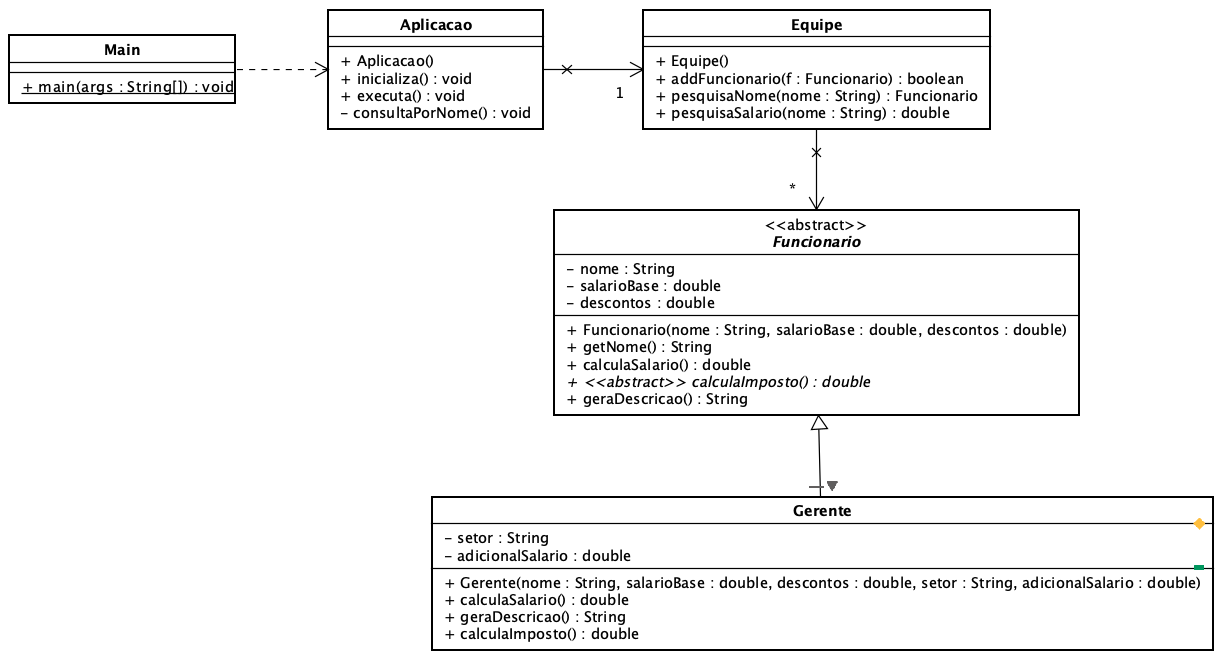 Main
+ main(args : String[]) : void
Aplicacao
+ Aplicacao()
+ inicializa() : void
+ executa() : void
- consultaPorNome() : void
1
Equipe
+ Equipe()
+ addFuncionario(f : Funcionario) : boolean
+ pesquisaNome(nome : String) : Funcionario
+ pesquisaSalario(nome : String) : double
*
<<abstract>>
Funcionario
- nome : String
- salarioBase : double
- descontos : double
+ Funcionario(nome : String, salarioBase : double, descontos : double)
+ getNome() : String
+ calculaSalario() : double
+ <<abstract>> calculaImposto() : double
+ geraDescricao() : String
Gerente
- setor : String
- adicionalSalario : double
+ Gerente(nome : String, salarioBase : double, descontos : double, setor : String, adicionalSalario : double)
+ calculaSalario() : double
+ geraDescricao() : String
+ calculaImposto() : double